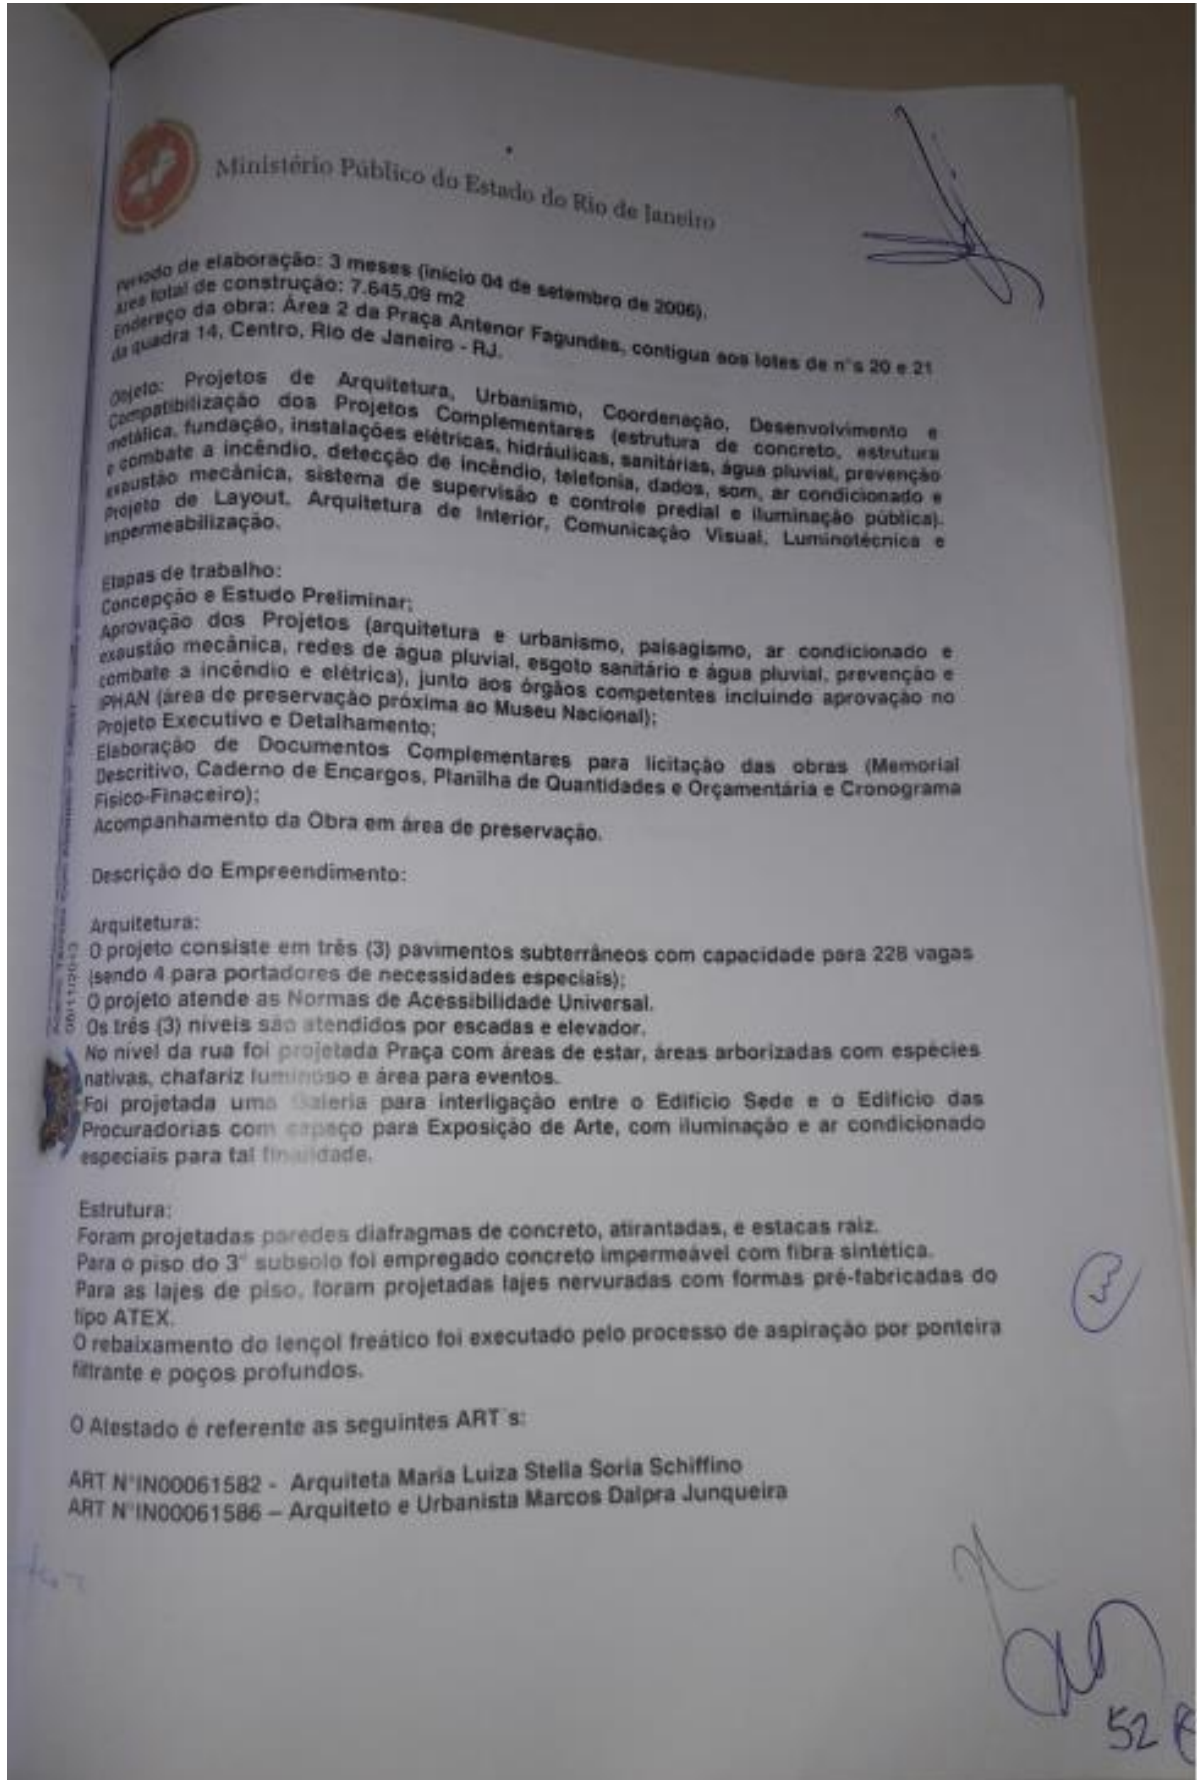 Ministério Público do Estado do Rio de Janeiro
Período de elaboração: 3 meses (início 04 de setembro de 2006).
Área total de construção: 7.645,09 m2
Endereço da obra: Área 2 da Praça Antenor Fagundes, contigua aos lotes de n°s 20 e 21
da quadra 14, Centro, Rio de Janeiro - RJ.
Objeto: Projetos de Arquitetura, Urbanismo, Coordenação, Desenvolvimento e
Compatibilização dos Projetos Complementares (estrutura de concreto, estrutura
metálica, fundação, instalações elétricas, hidráulicas, sanitárias, água pluvial, prevenção
e combate a incêndio, detecção de incêndio, telefonia, dados, som, ar condicionado e
exaustão mecânica, sistema de supervisão e controle predial e iluminação pública).
Projeto de Layout, Arquitetura de Interior, Comunicação Visual, Luminotécnica e
Impermeabilização.
Etapas de trabalho:
Concepção e Estudo Preliminar;
Aprovação dos Projetos (arquitetura e urbanismo, paisagismo, ar condicionado e
exaustão mecânica, redes de água pluvial, esgoto sanitário e água pluvial, prevenção e
combate a incêndio e elétrica), junto aos órgãos competentes incluindo aprovação no
IPHAN (área de preservação próxima ao Museu Nacional);
Projeto Executivo e Detalhamento;
Elaboração de Documentos Complementares para licitação das obras (Memorial
Descritivo, Caderno de Encargos, Planilha de Quantidades e Orçamentária e Cronograma
Físico-Finaceiro);
Acompanhamento da Obra em área de preservação.
Descrição do Empreendimento:
Arquitetura:
O projeto consiste em três (3) pavimentos subterrâneos com capacidade para 228 vagas
(sendo 4 para portadores de necessidades especiais);
O projeto atende as Normas de Acessibilidade Universal.
Os três (3) níveis são atendidos por escadas e elevador.
No nível da rua foi projetada Praça com áreas de estar, áreas arborizadas com espécies
nativas, chafariz luminoso e área para eventos.
Foi projetada uma Galeria para interligação entre o Edifício Sede e o Edifício das
Procuradorias com espaço para Exposição de Arte, com iluminação e ar condicionado
especiais para tal finalidade.
Estrutura:
Foram projetadas paredes diafragmas de concreto, atirantadas, e estacas raiz.
Para o piso do 3° subsolo foi empregado concreto impermeável com fibra sintética.
Para as lajes de piso, foram projetadas lajes nervuradas com formas pré-fabricadas do
tipo ATEX.
O rebaixamento do lençol freático foi executado pelo processo de aspiração por ponteira
filtrante e poços profundos.
O Atestado é referente as seguintes ART´s:
ART N°IN00061582 - Arquiteta Maria Luiza Stella Soria Schiffino
ART N°IN00061586 – Arquiteto e Urbanista Marcos Dalpra Junqueira
06/11/2013
52